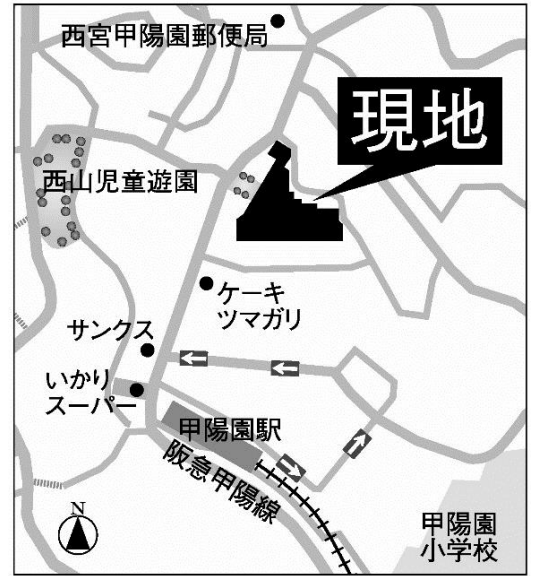 西宮甲陽園郵便局
現地
西山児童遊園
ケーキ
ツマガリ
サンクス
いかり
スーパー
甲陽園駅
阪急甲陽線
甲陽園
小学校
N